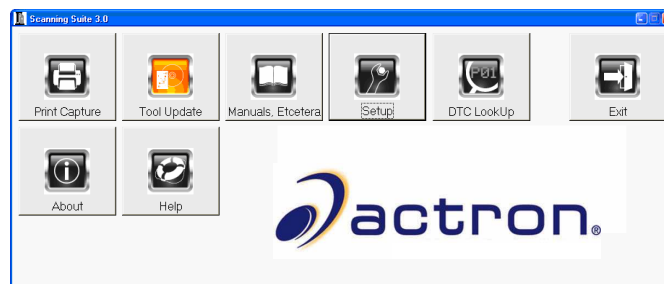 Scanning Suite 3.0
P01
Print Capture
Tool Update
Manuals, Etcetera
Setup
DTC LookUp
Exit
About
Help
actron®